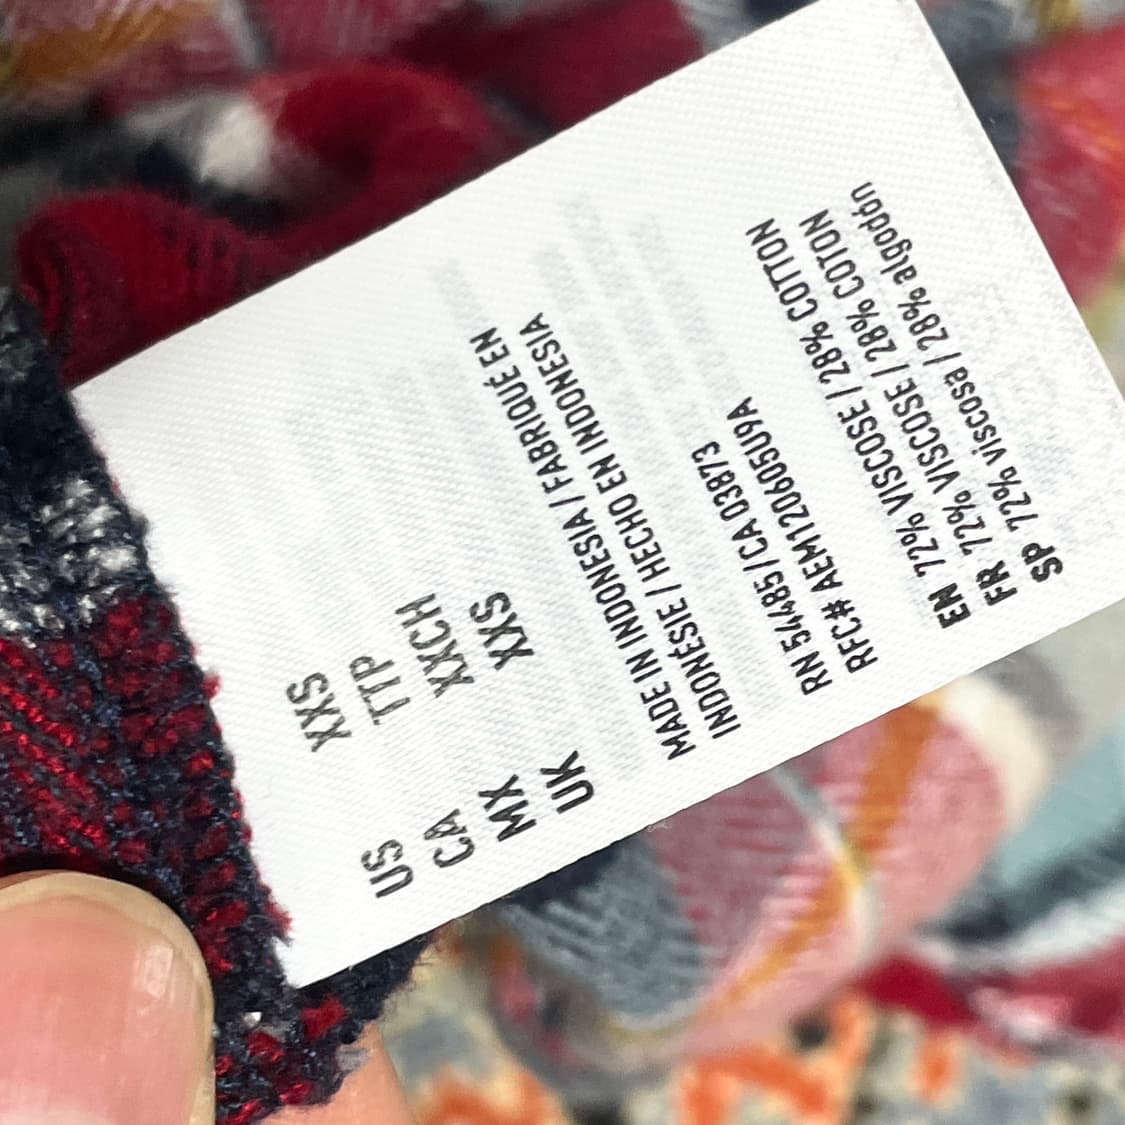 US XXS
CA TTP
MX XXCH
UK XXS
MADE IN INDONESIA / FABRIQUÉ EN
INDONÉSIE / HECHO EN INDONESIA
RN 54485 / CA 03873
RFC# AEM120605U9A
EN 72% VISCOSE / 28% COTTON
FR 72% VISCOSE / 28% COTON
SP 72% viscosa / 28% algodón